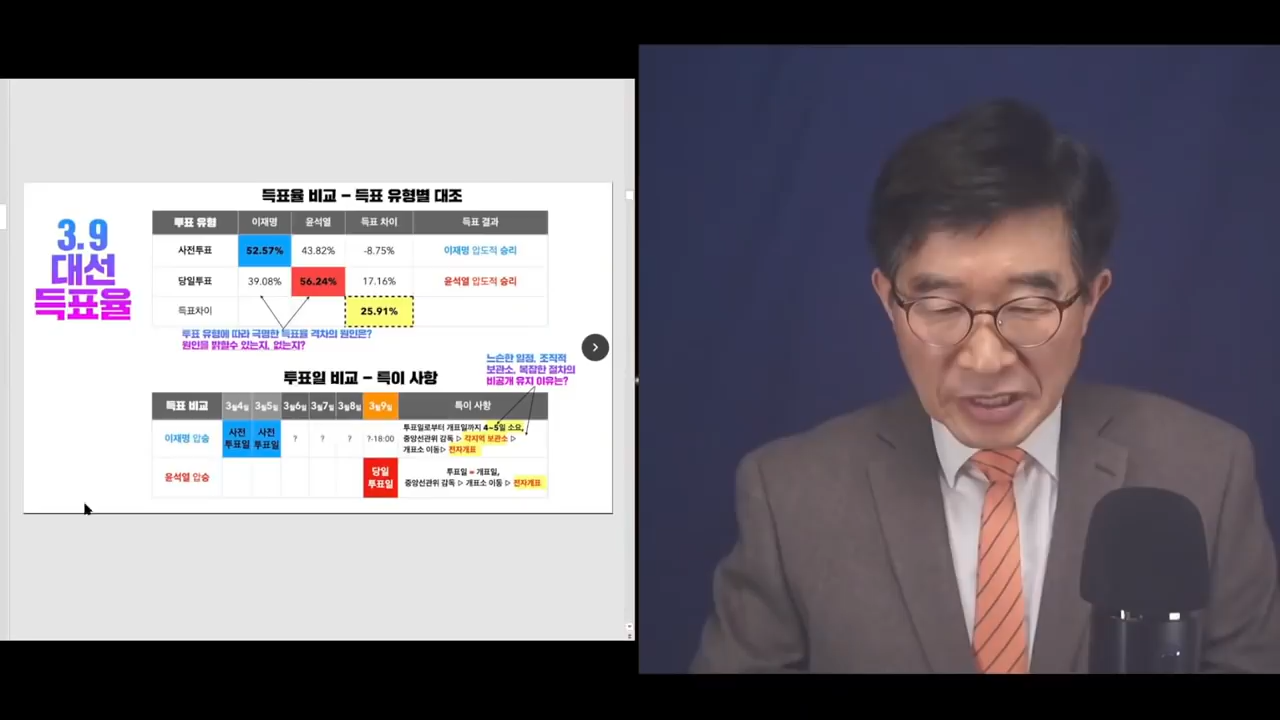 3.9
대선
득표율
득표율 비교 – 득표 유형별 대조
투표 유형 이재명 윤석열 득표 차이 득표 결과
사전투표 52.57% 43.82% -8.75% 이재명 압도적 승리
당일투표 39.08% 56.24% 17.16% 윤석열 압도적 승리
득표차이 25.91%
투표 유형에 따라 극명한 득표율 격차의 원인은?
원인을 밝힐수 있는지, 없는지?
느슨한 일정, 조직적
보관소, 복잡한 절차의
비공개 유지 이유는?
투표일 비교 – 특이 사항
득표 비교 3월4일 3월5일 3월6일 3월7일 3월8일 3월9일 특이 사항
이재명 압승 사전 투표일 사전 투표일 ? ? ? ?-18:00
투표일로부터 개표일까지 4~5일 소요,
중앙선관위 감독 ▷ 각지역 보관소 ▷
개표소 이동▷ 전자개표
윤석열 압승 당일 투표일
투표일 = 개표일,
중앙선관위 감독 ▷ 개표소 이동 ▷ 전자개표